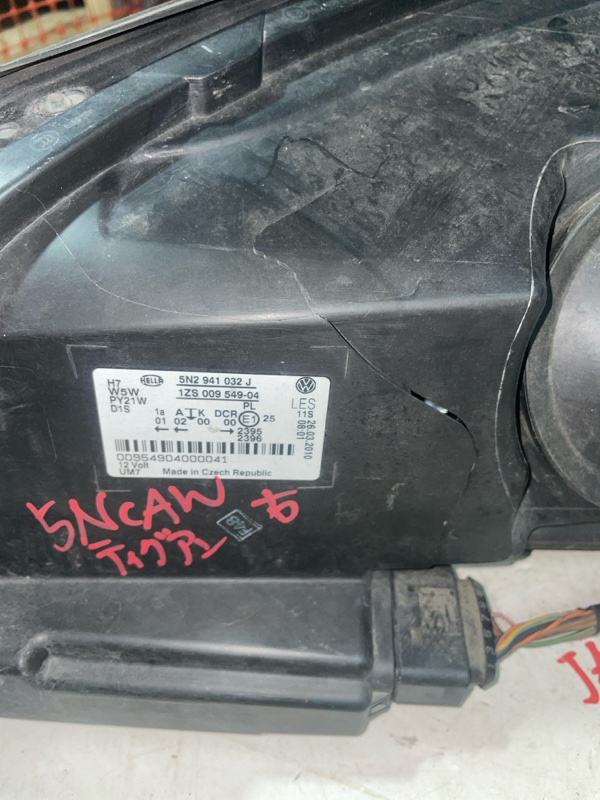 H7 HELLA 5N2 941 032 J
W5W 1ZS 009 549-04
PY21W PL LES
D1S 1a A T K DCR E1 25 11S
01 02 00 00 26.03.2010
← ← → 2395 08:01
2396
00954904000041
12 Volt Made in Czech Republic
UM7
5NCAW 右
ティグアン